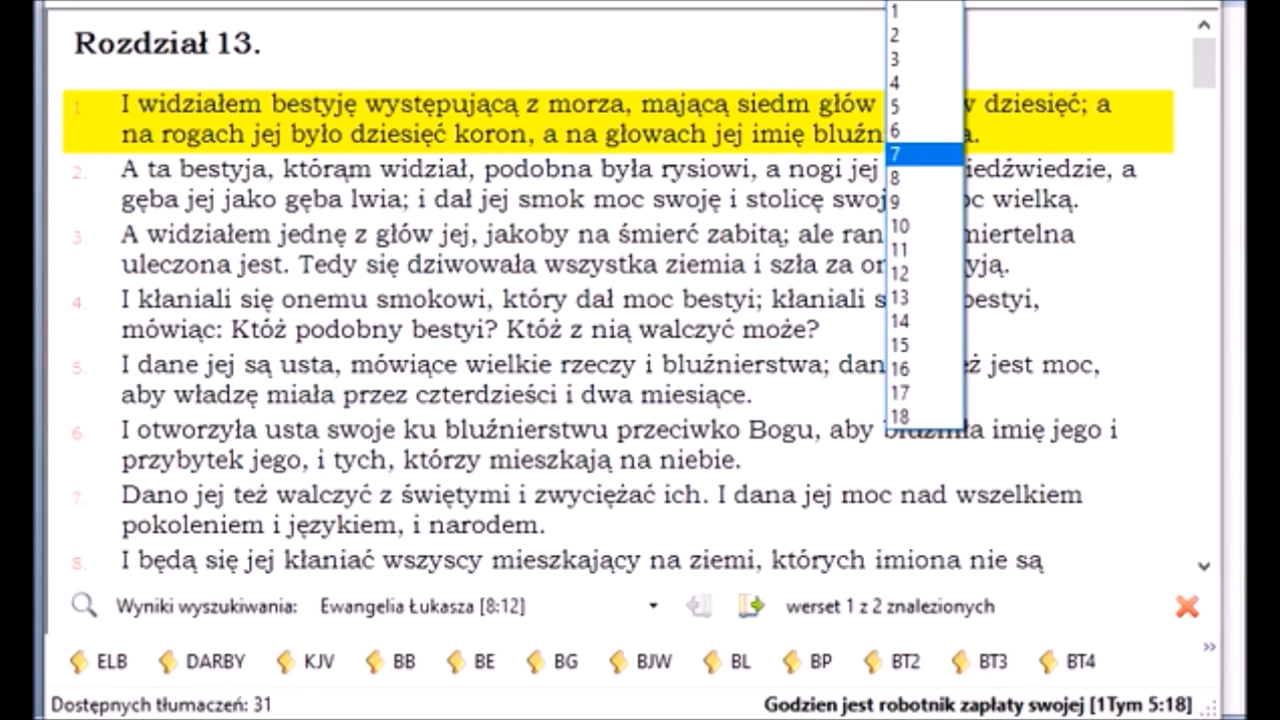 Rozdział 13.
1. I widziałem bestyję występującą z morza, mającą siedm głów dziesięć; a
na rogach jej było dziesięć koron, a na głowach jej imię bluźn a.
2. A ta bestyja, którąm widział, podobna była rysiowi, a nogi jej iedźwiedzie, a
gęba jej jako gęba lwia; i dał jej smok moc swoję i stolicę swoj c wielką.
3. A widziałem jednę z głów jej, jakoby na śmierć zabitą; ale ran miertelna
uleczona jest. Tedy się dziwowała wszystka ziemia i szła za on yją.
4. I kłaniali się onemu smokowi, który dał moc bestyi; kłaniali s bestyi,
mówiąc: Któż podobny bestyi? Któż z nią walczyć może?
5. I dane jej są usta, mówiące wielkie rzeczy i bluźnierstwa; dan eż jest moc,
aby władzę miała przez czterdzieści i dwa miesiące.
6. I otworzyła usta swoje ku bluźnierstwu przeciwko Bogu, aby bluźniła imię jego i
przybytek jego, i tych, którzy mieszkają na niebie.
7. Dano jej też walczyć z świętymi i zwyciężać ich. I dana jej moc nad wszelkiem
pokoleniem i językiem, i narodem.
8. I będą się jej kłaniać wszyscy mieszkający na ziemi, których imiona nie są
1
2
3
4
5
6
7
8
9
10
11
12
13
14
15
16
17
18
Wyniki wyszukiwania: Ewangelia Łukasza [8:12] werset 1 z 2 znalezionych
ELB DARBY KJV BB BE BG BJW BL BP BT2 BT3 BT4
Dostępnych tłumaczeń: 31 Godzien jest robotnik zapłaty swojej [1Tym 5:18]